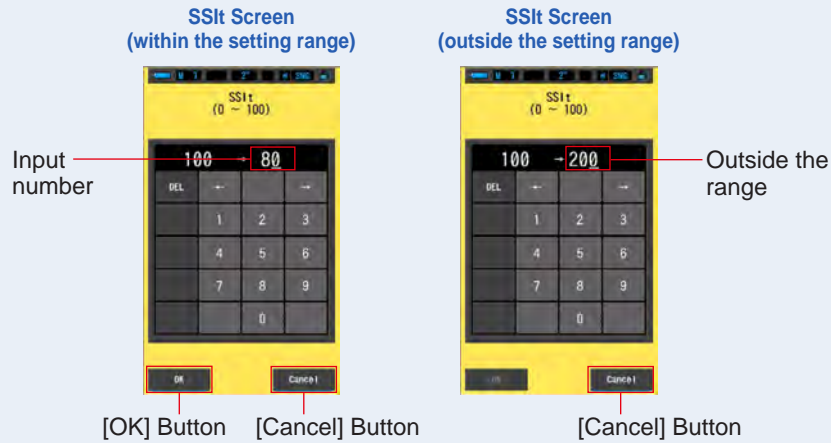 SSIt Screen
(within the setting range)
SSIt
(0 ~ 100)
Input
number
100 → 80
DEL ← →
1 2 3
4 5 6
7 8 9
0
OK Cancel
[OK] Button [Cancel] Button
SSIt Screen
(outside the setting range)
SSIt
(0 ~ 100)
100 → 200
Outside the
range
DEL ← →
1 2 3
4 5 6
7 8 9
0
Cancel
[Cancel] Button